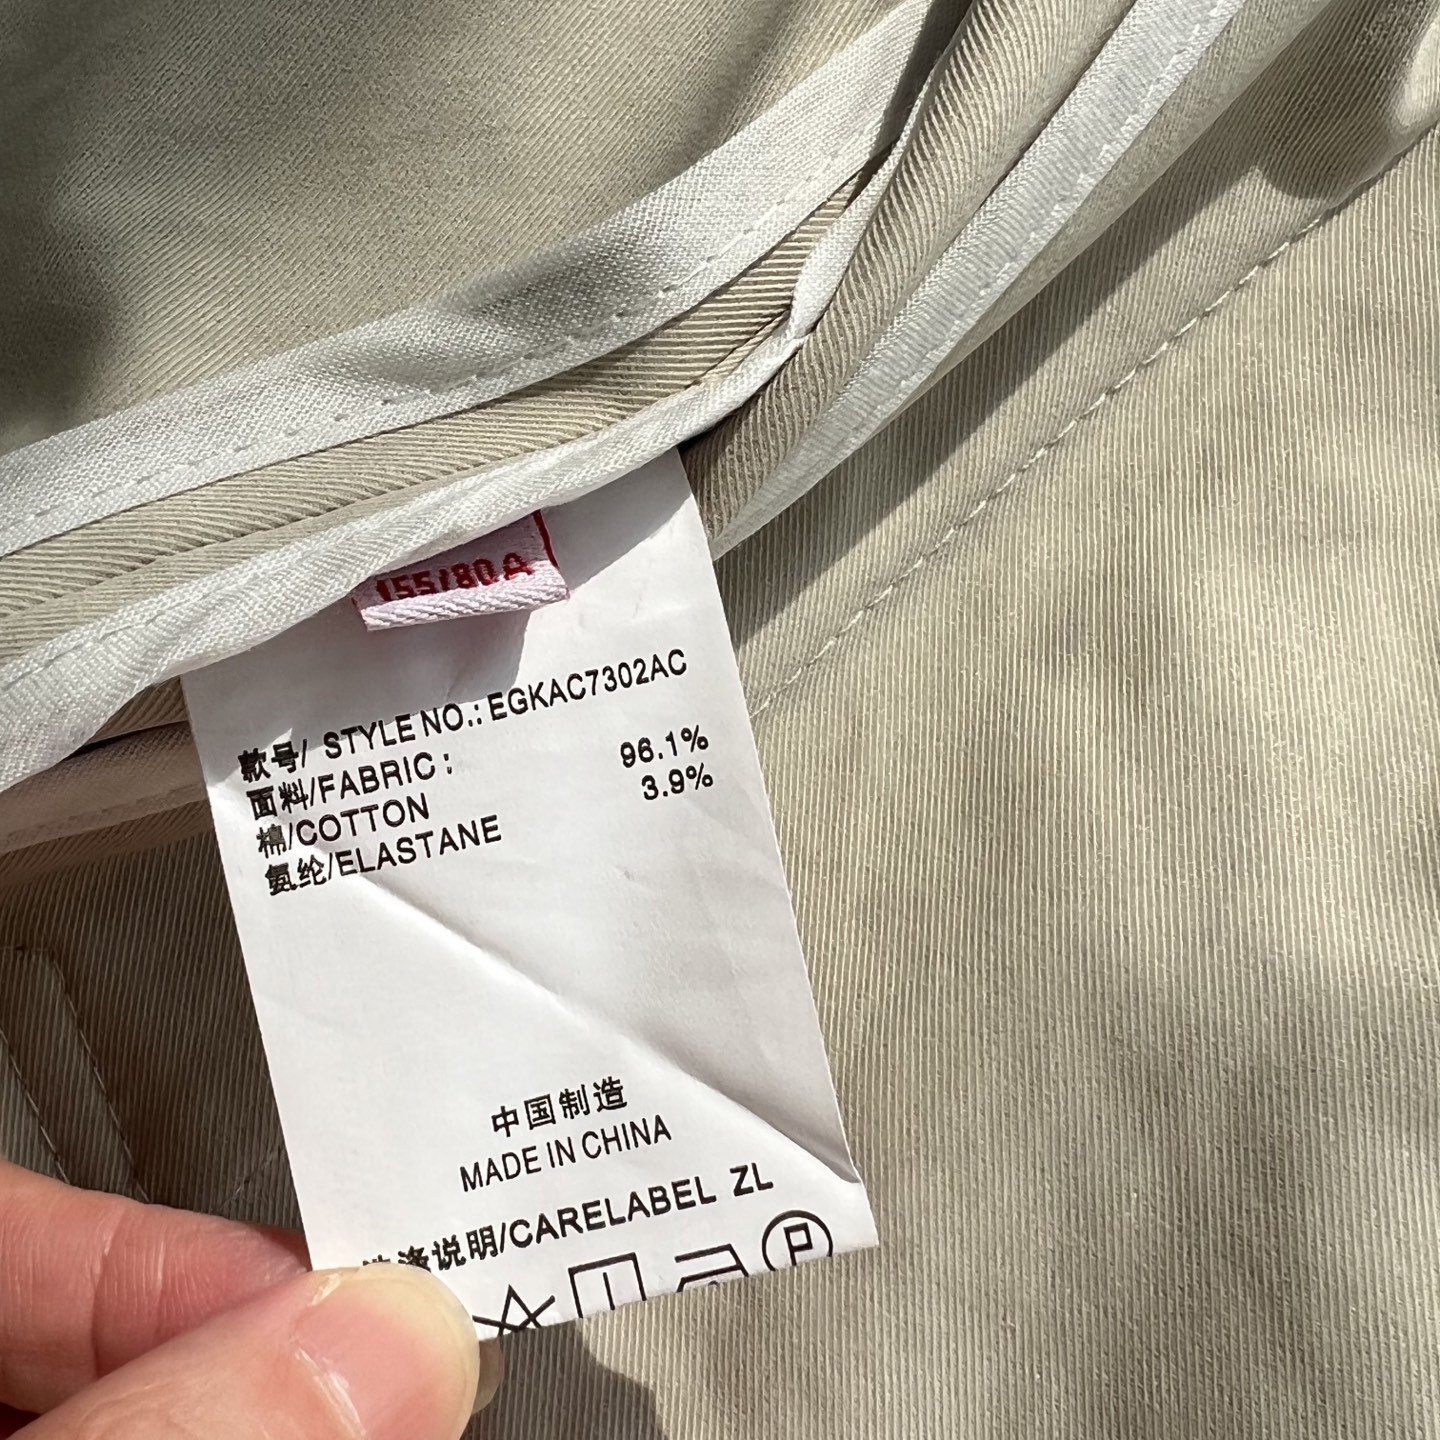 155/80A
款号/ STYLE NO.: EGKAC7302AC
面料/FABRIC :
棉/COTTON 96.1%
氨纶/ELASTANE 3.9%
中国制造
MADE IN CHINA
洗涤说明/CARELABEL ZL
P